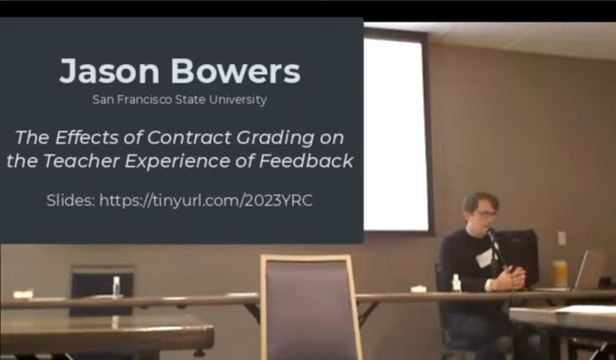 Jason Bowers
San Francisco State University
The Effects of Contract Grading on
the Teacher Experience of Feedback
Slides: https://tinyurl.com/2023YRC